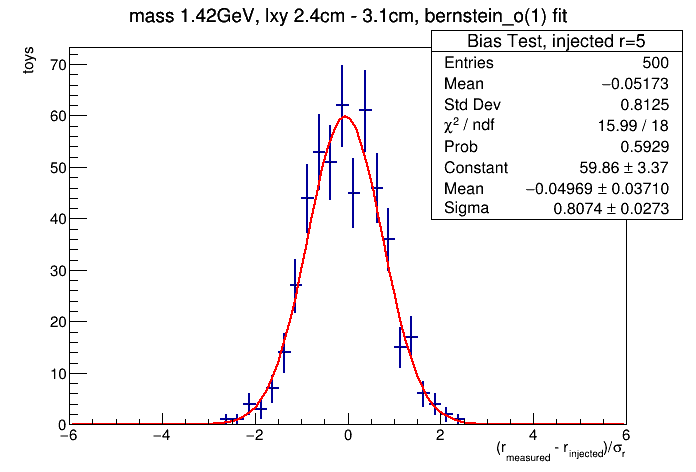 mass 1.42GeV, lxy 2.4cm - 3.1cm, bernstein_o(1) fit
Bias Test, injected r=5
Entries 500
Mean −0.05173
Std Dev 0.8125
χ² / ndf 15.99 / 18
Prob 0.5929
Constant 59.86 ± 3.37
Mean −0.04969 ± 0.03710
Sigma 0.8074 ± 0.0273
toys
70
60
50
40
30
20
10
0
−6 −4 −2 0 2 4 6
(r_measured - r_injected)/σ_r